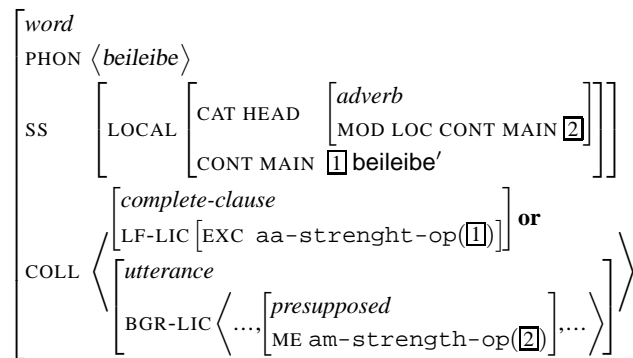 word
PHON ⟨beileibe⟩
SS [LOCAL [CAT HEAD [adverb
MOD LOC CONT MAIN 2]
CONT MAIN 1 beileibe′]]
COLL ⟨[complete-clause
LF-LIC [EXC aa-strenght-op(1)]] or
[utterance
BGR-LIC ⟨...,[presupposed
ME am-strength-op(2)],...⟩]⟩